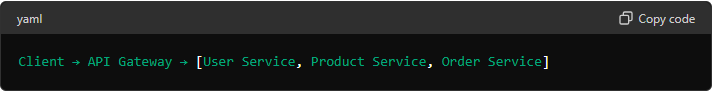 yaml
Copy code
Client → API Gateway → [User Service, Product Service, Order Service]